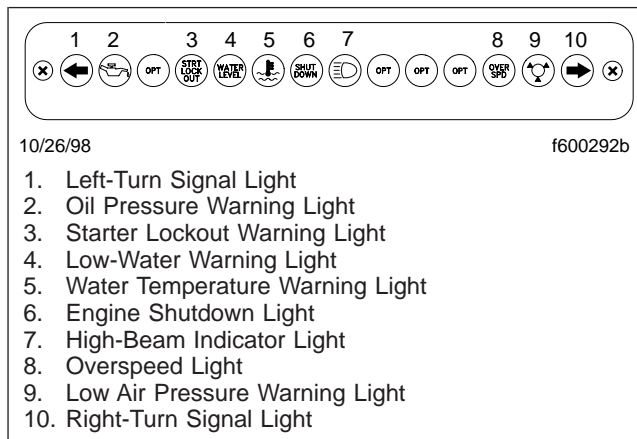 1 2 3 4 5 6 7 8 9 10
OPT STRT LOCK OUT WATER LEVEL SHUT DOWN OPT OPT OPT OVER SPD
10/26/98 f600292b
1. Left-Turn Signal Light
2. Oil Pressure Warning Light
3. Starter Lockout Warning Light
4. Low-Water Warning Light
5. Water Temperature Warning Light
6. Engine Shutdown Light
7. High-Beam Indicator Light
8. Overspeed Light
9. Low Air Pressure Warning Light
10. Right-Turn Signal Light